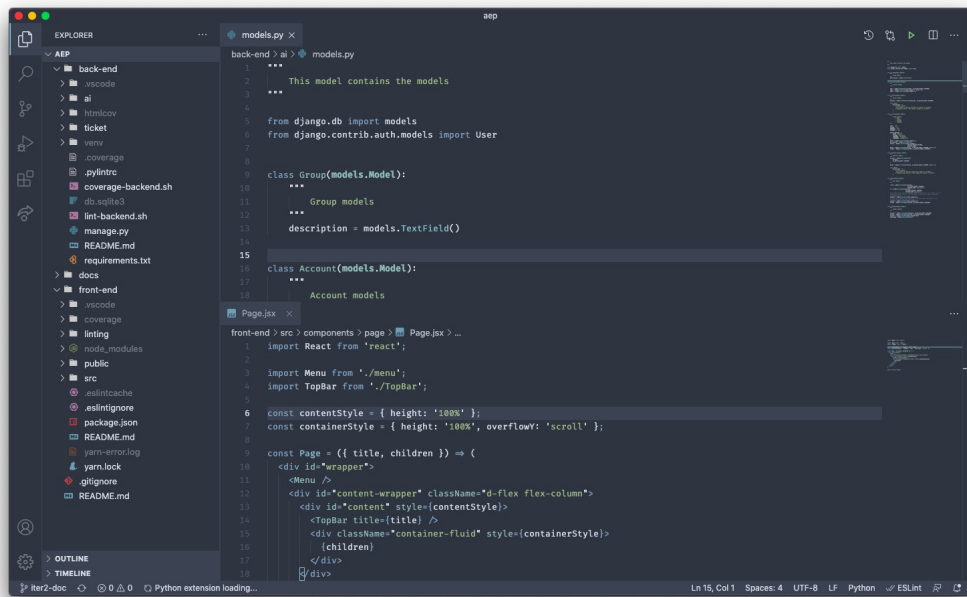 aep
EXPLORER
AEP
back-end
.vscode
ai
htmlcov
ticket
venv
.coverage
.pylintrc
coverage-backend.sh
db.sqlite3
lint-backend.sh
manage.py
README.md
requirements.txt
docs
front-end
.vscode
coverage
linting
node_modules
public
src
.eslintcache
.eslintignore
package.json
README.md
yarn-error.log
yarn.lock
.gitignore
README.md
OUTLINE
TIMELINE
models.py
back-end > ai > models.py
1 """
2 This model contains the models
3 """
4
5 from django.db import models
6 from django.contrib.auth.models import User
7
8
9 class Group(models.Model):
10 """
11 Group models
12 """
13 description = models.TextField()
14
15
16 class Account(models.Model):
17 """
18 Account models
Page.jsx
front-end > src > components > page > Page.jsx > ...
1 import React from 'react';
2
3 import Menu from './menu';
4 import TopBar from './TopBar';
5
6 const contentStyle = { height: '100%' };
7 const containerStyle = { height: '100%', overflowY: 'scroll' };
8
9 const Page = ({ title, children }) => (
10 <div id="wrapper">
11 <Menu />
12 <div id="content-wrapper" className="d-flex flex-column">
13 <div id="content" style={contentStyle}>
14 <TopBar title={title} />
15 <div className="container-fluid" style={containerStyle}>
16 {children}
17 </div>
18 </div>
iter2-doc 0 0 Python extension loading... Ln 15, Col 1 Spaces: 4 UTF-8 LF Python ESLint